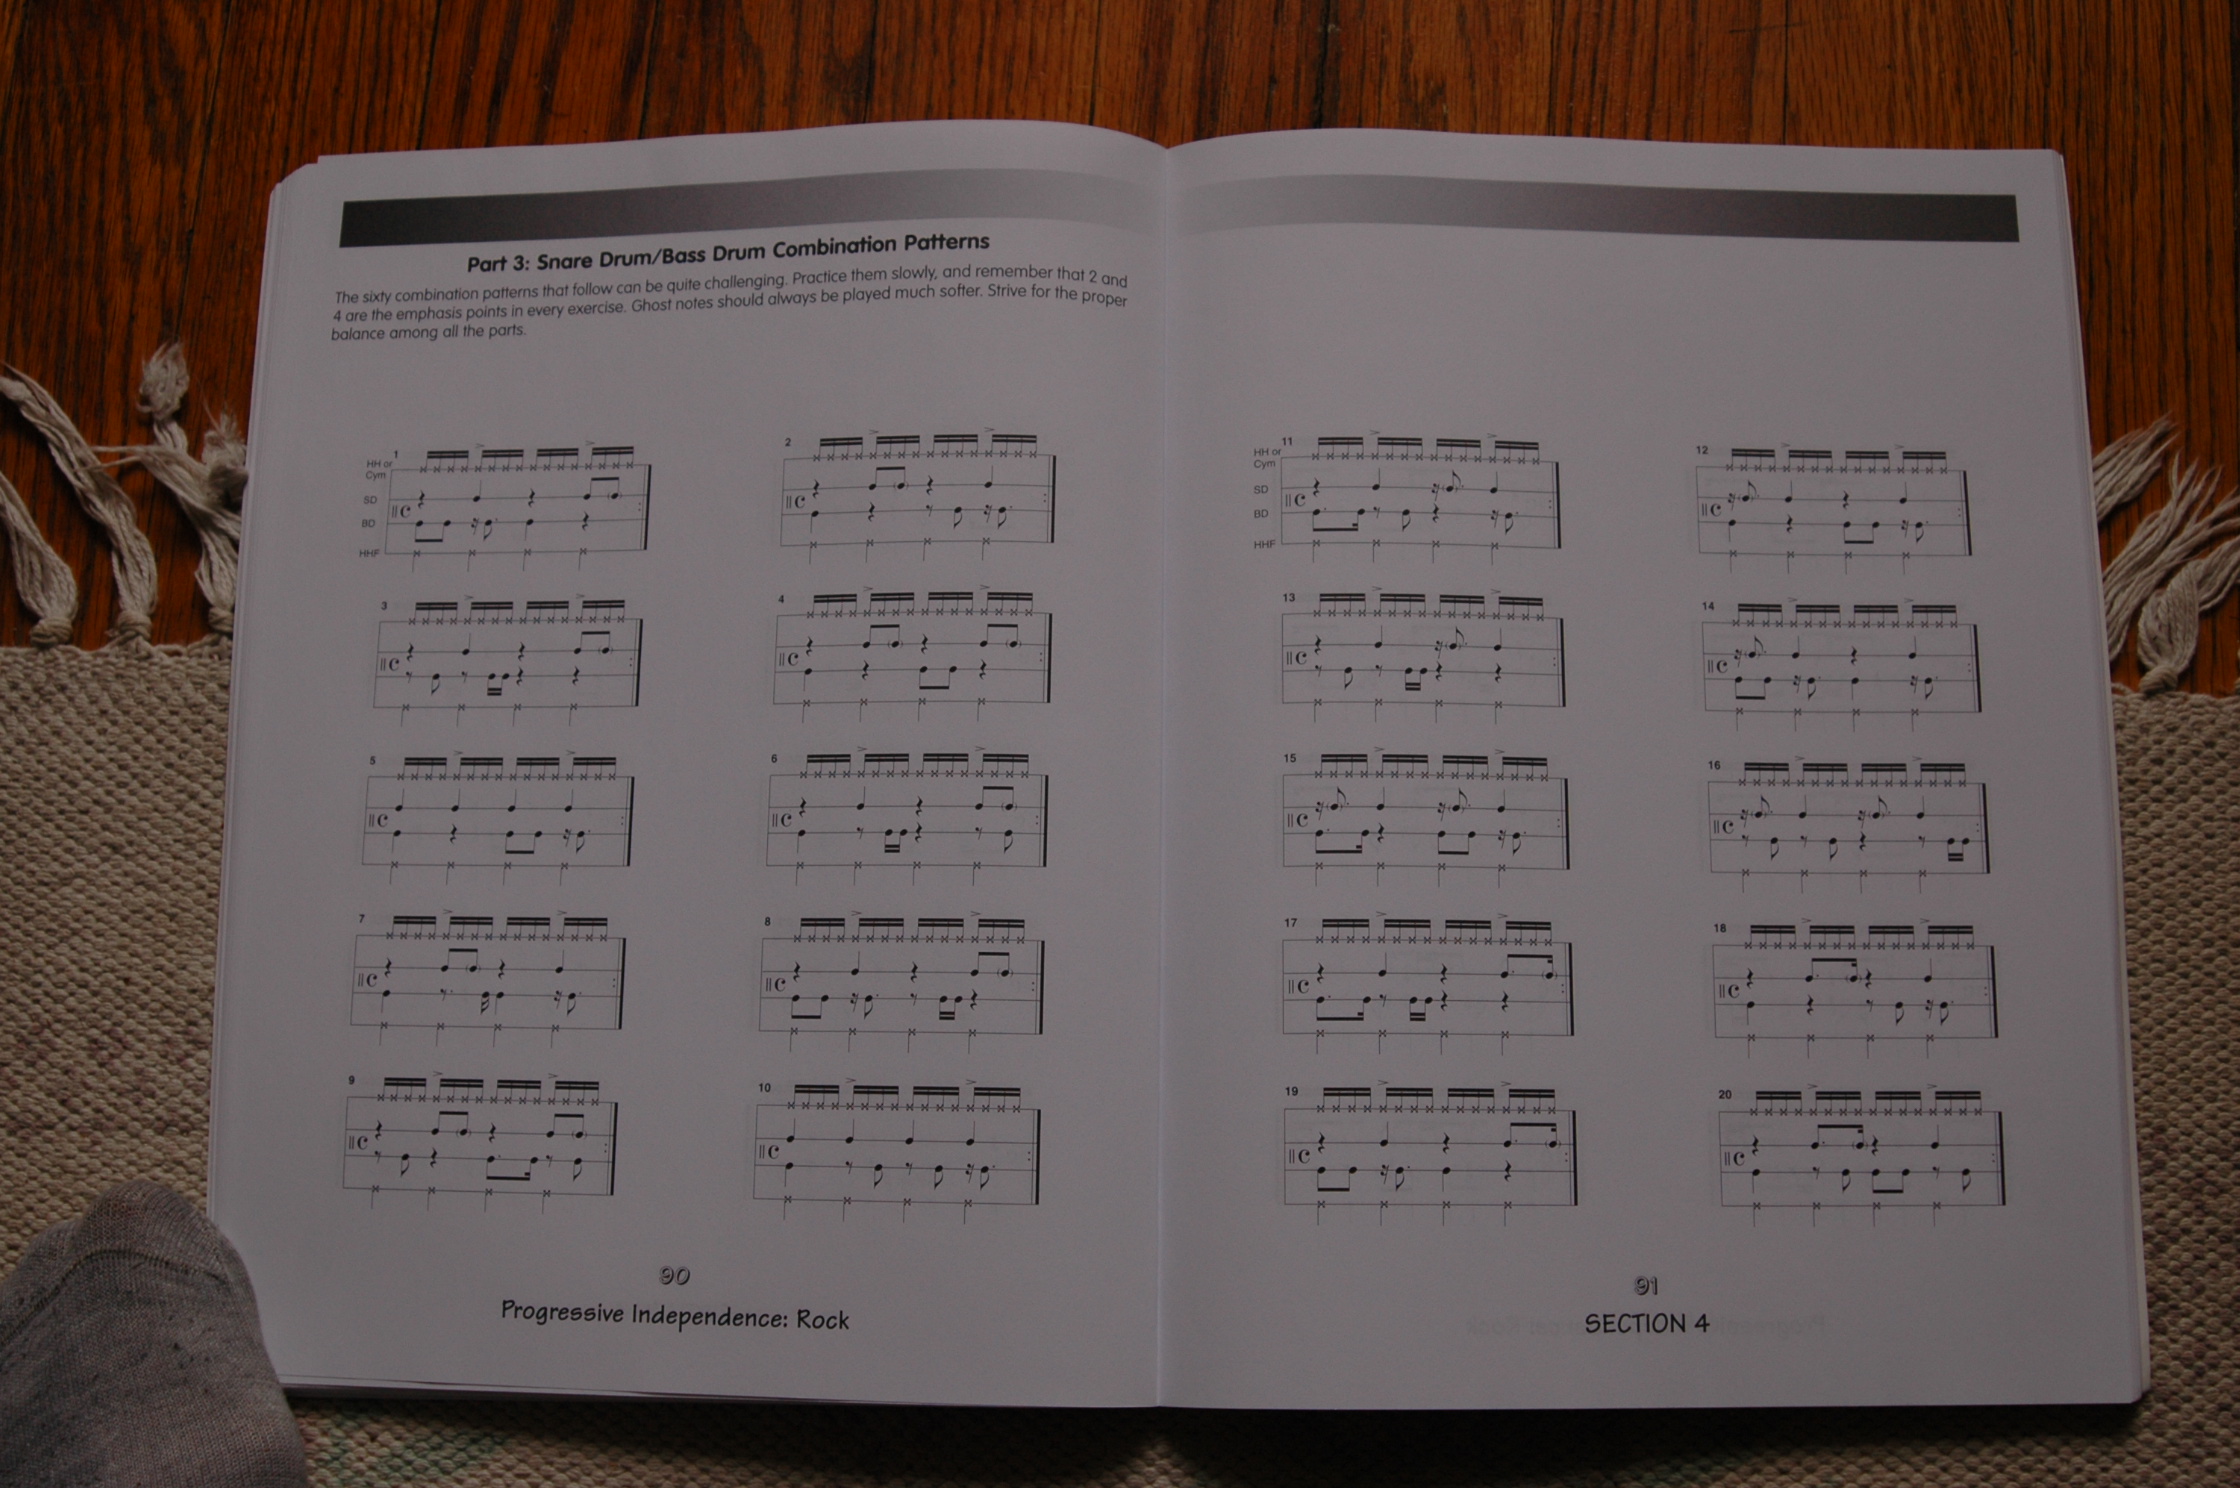 Part 3: Snare Drum/Bass Drum Combination Patterns
The sixty combination patterns that follow can be quite challenging. Practice them slowly, and remember that 2 and
4 are the emphasis points in every exercise. Ghost notes should always be played much softer. Strive for the proper
balance among all the parts.
1
HH or
Cym
SD
BD
HHF
2
3
4
5
6
7
8
9
10
90
Progressive Independence: Rock
11
HH or
Cym
SD
BD
HHF
12
13
14
15
16
17
18
19
20
91
SECTION 4